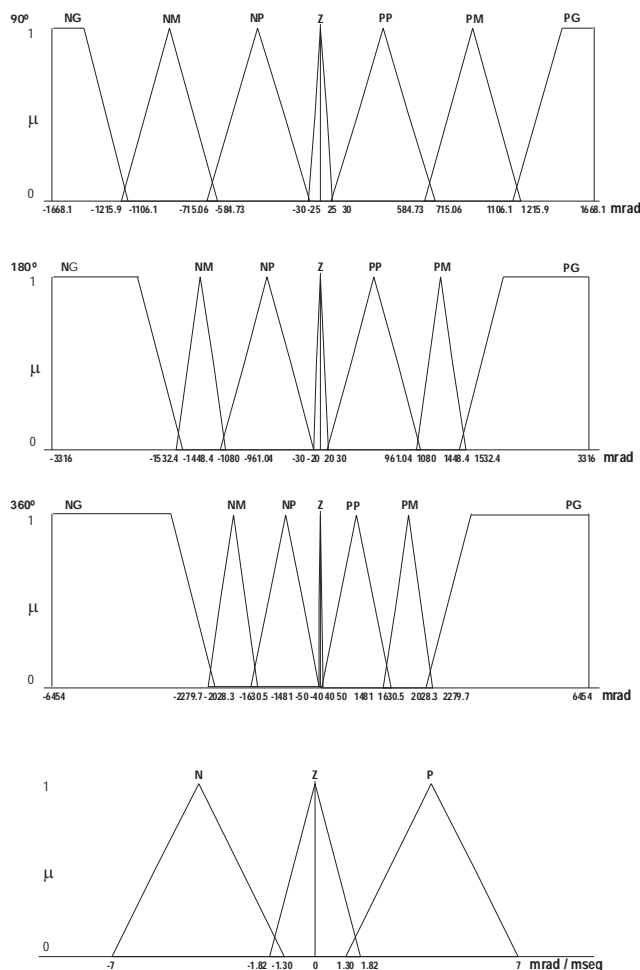 90º NG NM NP Z PP PM PG
1
μ
0
-1668.1 -1215.9 -1106.1 -715.06 -584.73 -30 -25 25 30 584.73 715.06 1106.1 1215.9 1668.1 mrad
180º NG NM NP Z PP PM PG
1
μ
0
-3316 -1532.4 -1448.4 -1080 -961.04 -30 -20 20 30 961.04 1080 1448.4 1532.4 3316 mrad
360º NG NM NP Z PP PM PG
1
μ
0
-6454 -2279.7 -2028.3 -1630.5 -1481 -50 -40 40 50 1481 1630.5 2028.3 2279.7 6454 mrad
N Z P
1
μ
0
-7 -1.82 -1.30 0 1.30 1.82 7 mrad / mseg